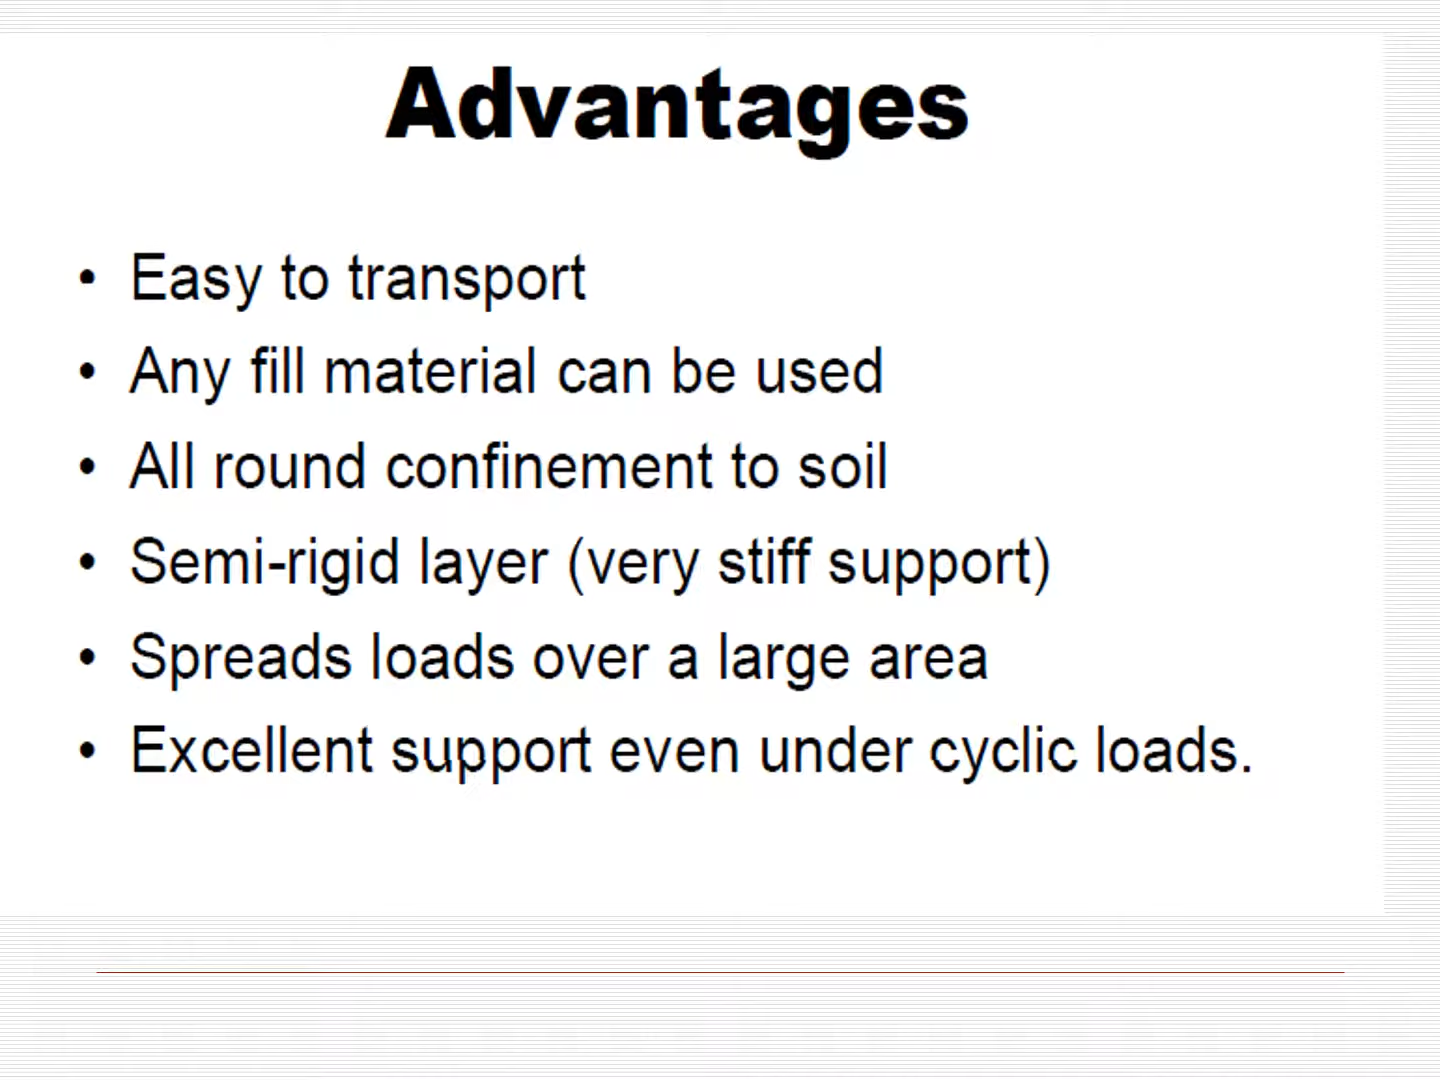 Advantages
• Easy to transport
• Any fill material can be used
• All round confinement to soil
• Semi-rigid layer (very stiff support)
• Spreads loads over a large area
• Excellent support even under cyclic loads.